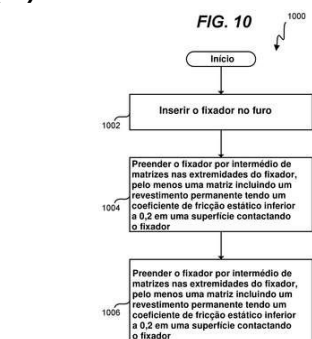 FIG. 10
1000
Início
Inserir o fixador no furo
1002
Preender o fixador por intermédio de
matrizes nas extremidades do fixador,
pelo menos uma matriz incluindo um
revestimento permanente tendo um
coeficiente de fricção estático inferior
a 0,2 em uma superfície contactando
o fixador
1004
Preender o fixador por intermédio de
matrizes nas extremidades do fixador,
pelo menos uma matriz incluindo um
revestimento permanente tendo um
coeficiente de fricção estático inferior
a 0,2 em uma superfície contactando
o fixador
1006